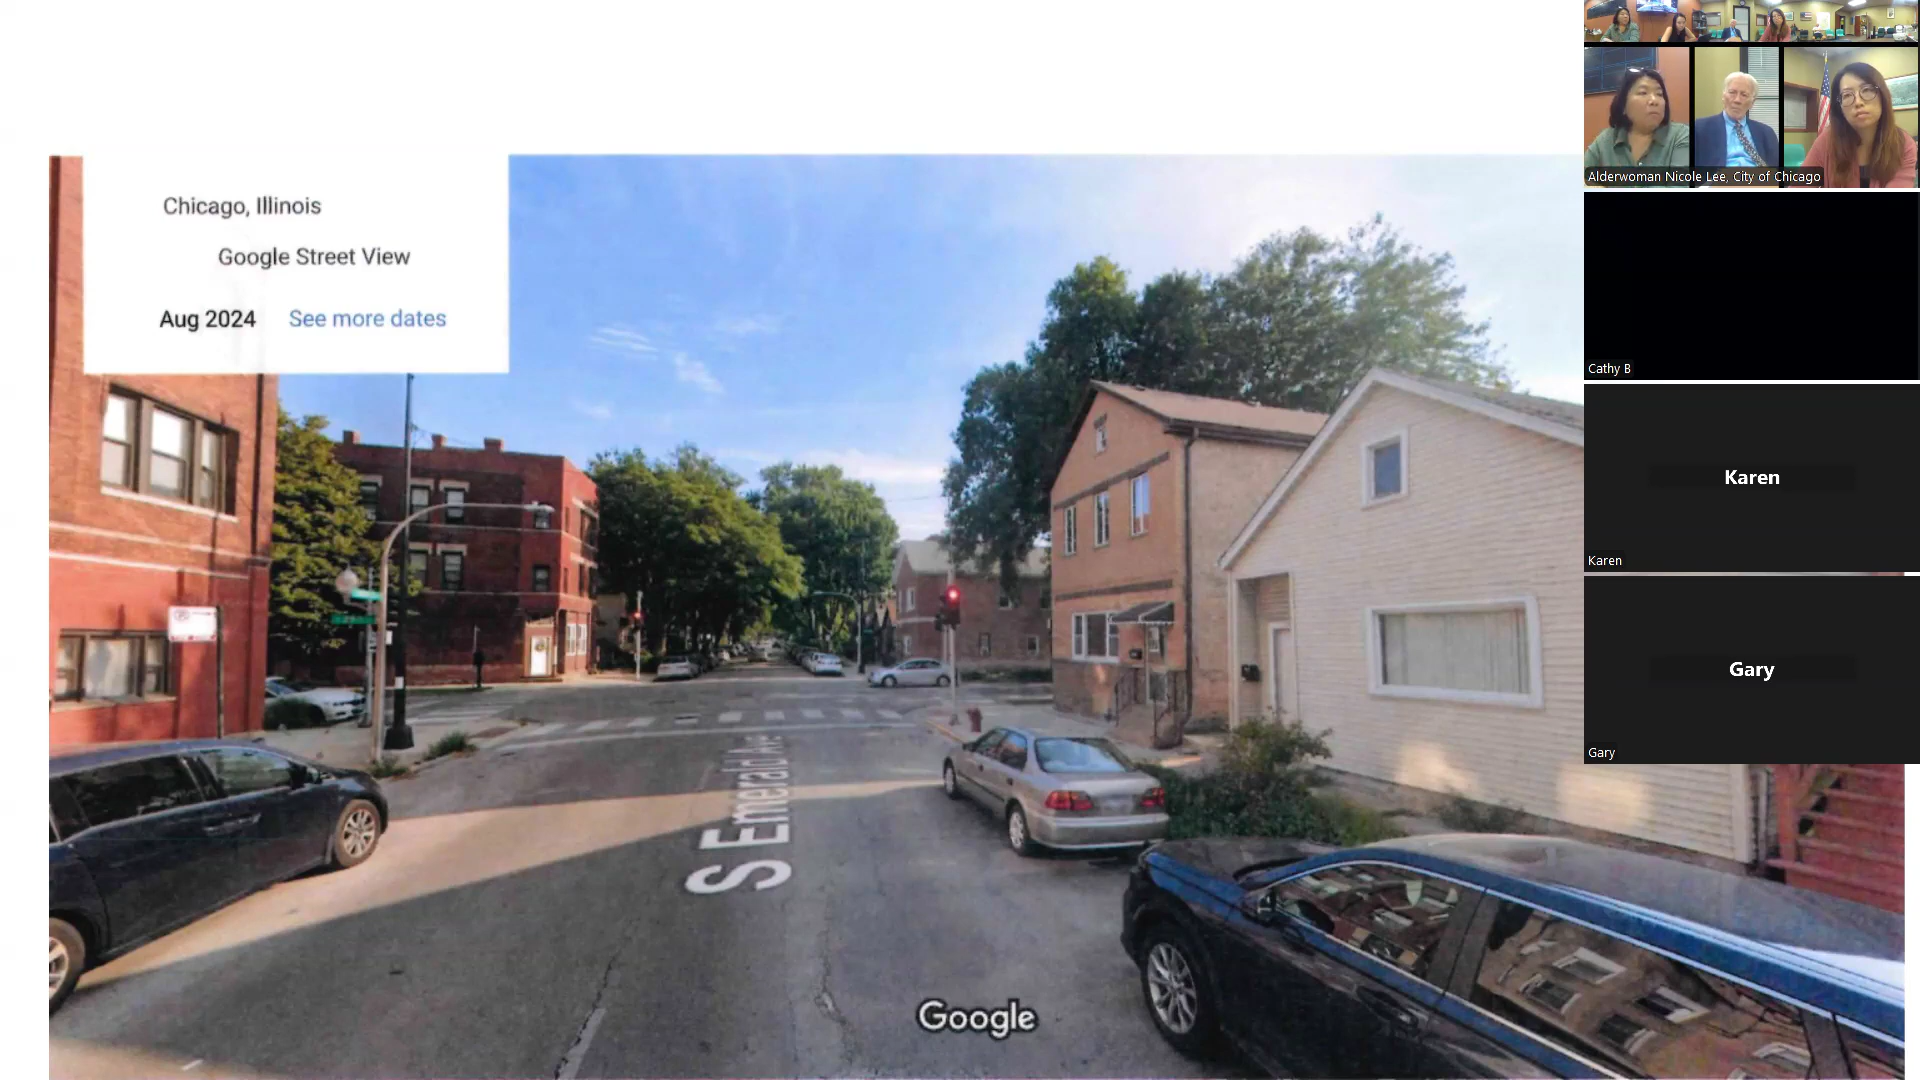 Chicago, Illinois
Google Street View
Aug 2024 See more dates
S Emerald Ave
Google
Alderwoman Nicole Lee, City of Chicago
Cathy B
Karen
Karen
Gary
Gary